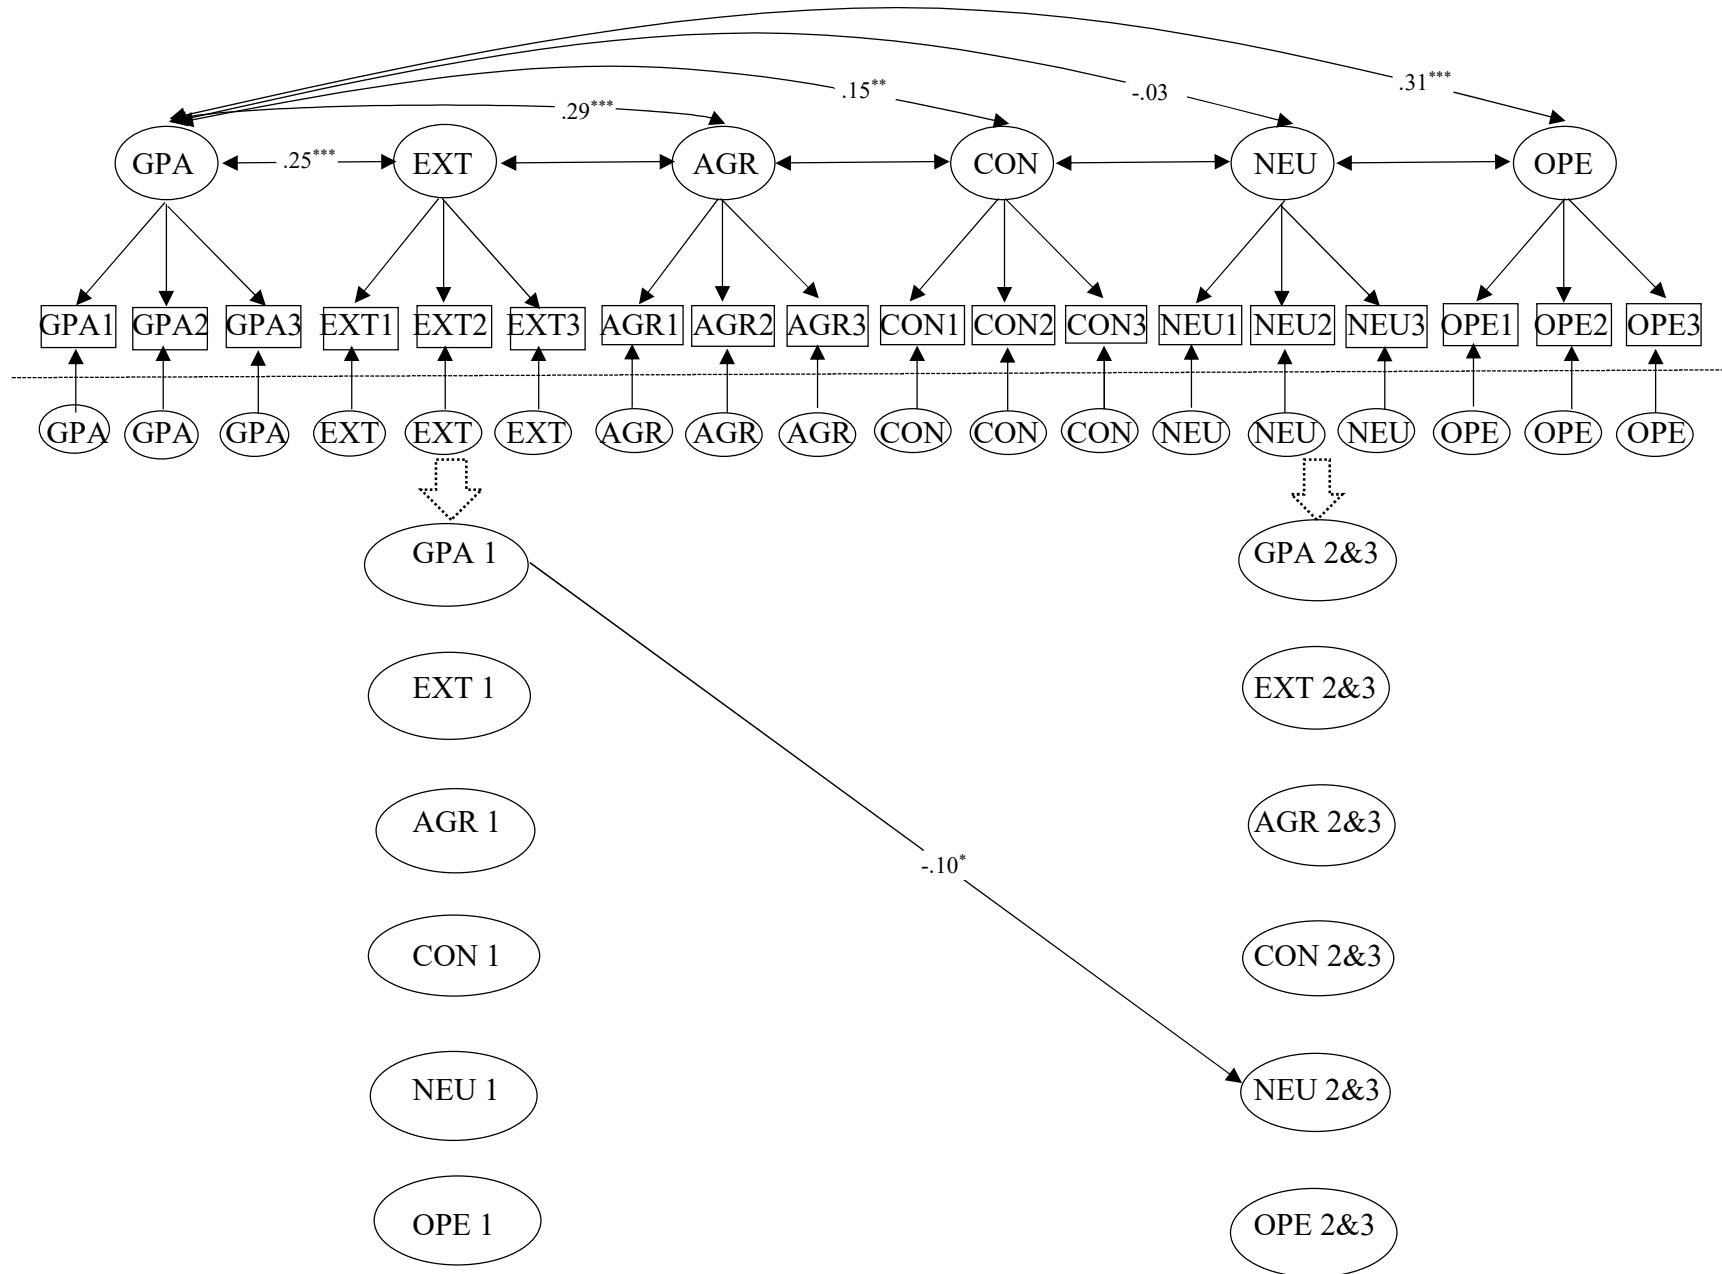 .31***
-.03
.15**
.29***
GPA .25*** EXT AGR CON NEU OPE
GPA1 GPA2 GPA3 EXT1 EXT2 EXT3 AGR1 AGR2 AGR3 CON1 CON2 CON3 NEU1 NEU2 NEU3 OPE1 OPE2 OPE3
GPA GPA GPA EXT EXT EXT AGR AGR AGR CON CON CON NEU NEU NEU OPE OPE OPE
GPA 1 GPA 2&3
EXT 1 EXT 2&3
AGR 1 AGR 2&3
-.10*
CON 1 CON 2&3
NEU 1 NEU 2&3
OPE 1 OPE 2&3